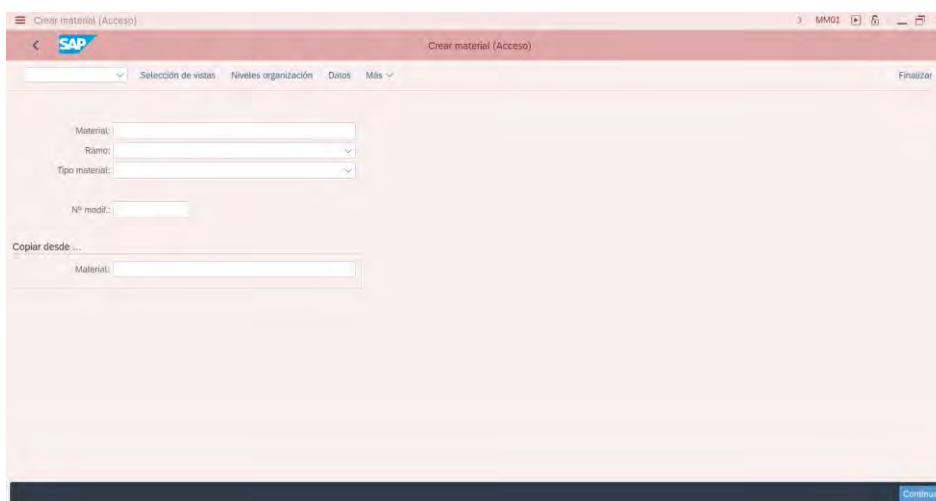 Crear material (Acceso) MM01
SAP Crear material (Acceso)
Selección de vistas Niveles organización Datos Más Finalizar
Material:
Ramo:
Tipo material:
Nº modif.:
Copiar desde ...
Material:
Continua